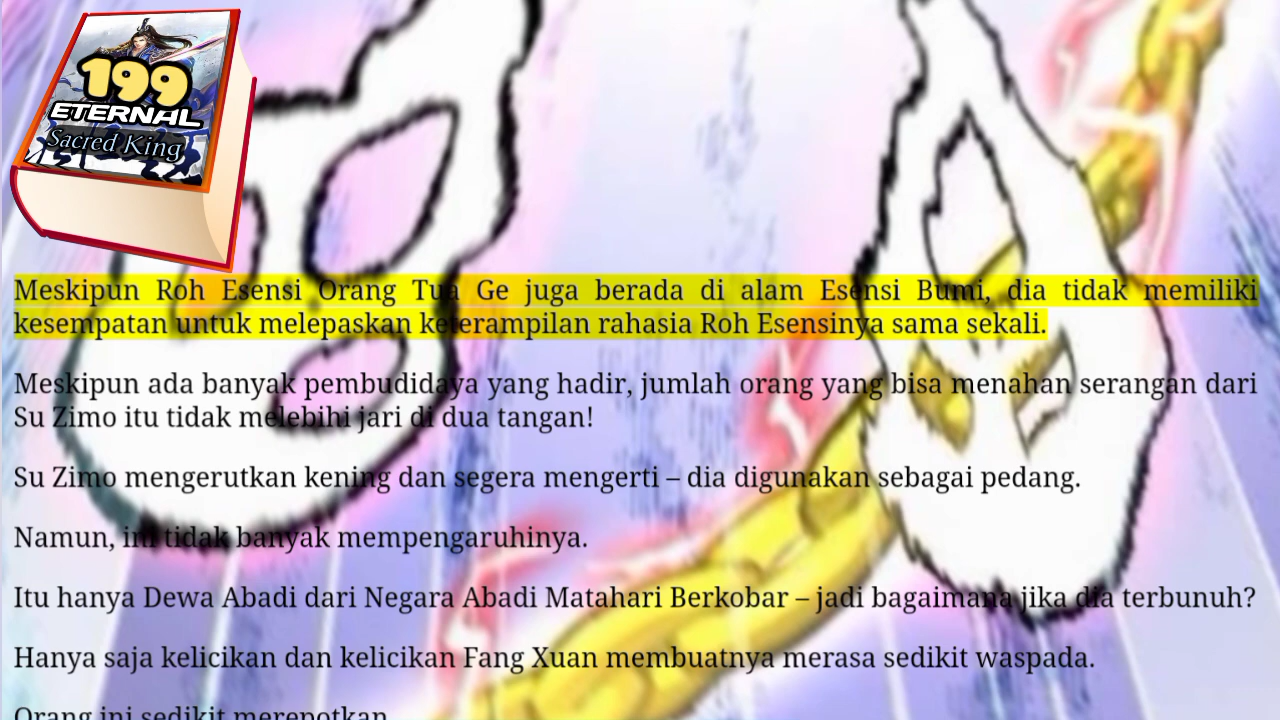 199
ETERNAL
Sacred King
Meskipun Roh Esensi Orang Tua Ge juga berada di alam Esensi Bumi, dia tidak memiliki
kesempatan untuk melepaskan keterampilan rahasia Roh Esensinya sama sekali.
Meskipun ada banyak pembudidaya yang hadir, jumlah orang yang bisa menahan serangan dari
Su Zimo itu tidak melebihi jari di dua tangan!
Su Zimo mengerutkan kening dan segera mengerti – dia digunakan sebagai pedang.
Namun, ini tidak banyak mempengaruhinya.
Itu hanya Dewa Abadi dari Negara Abadi Matahari Berkobar – jadi bagaimana jika dia terbunuh?
Hanya saja kelicikan dan kelicikan Fang Xuan membuatnya merasa sedikit waspada.
Orang ini sedikit merepotkan